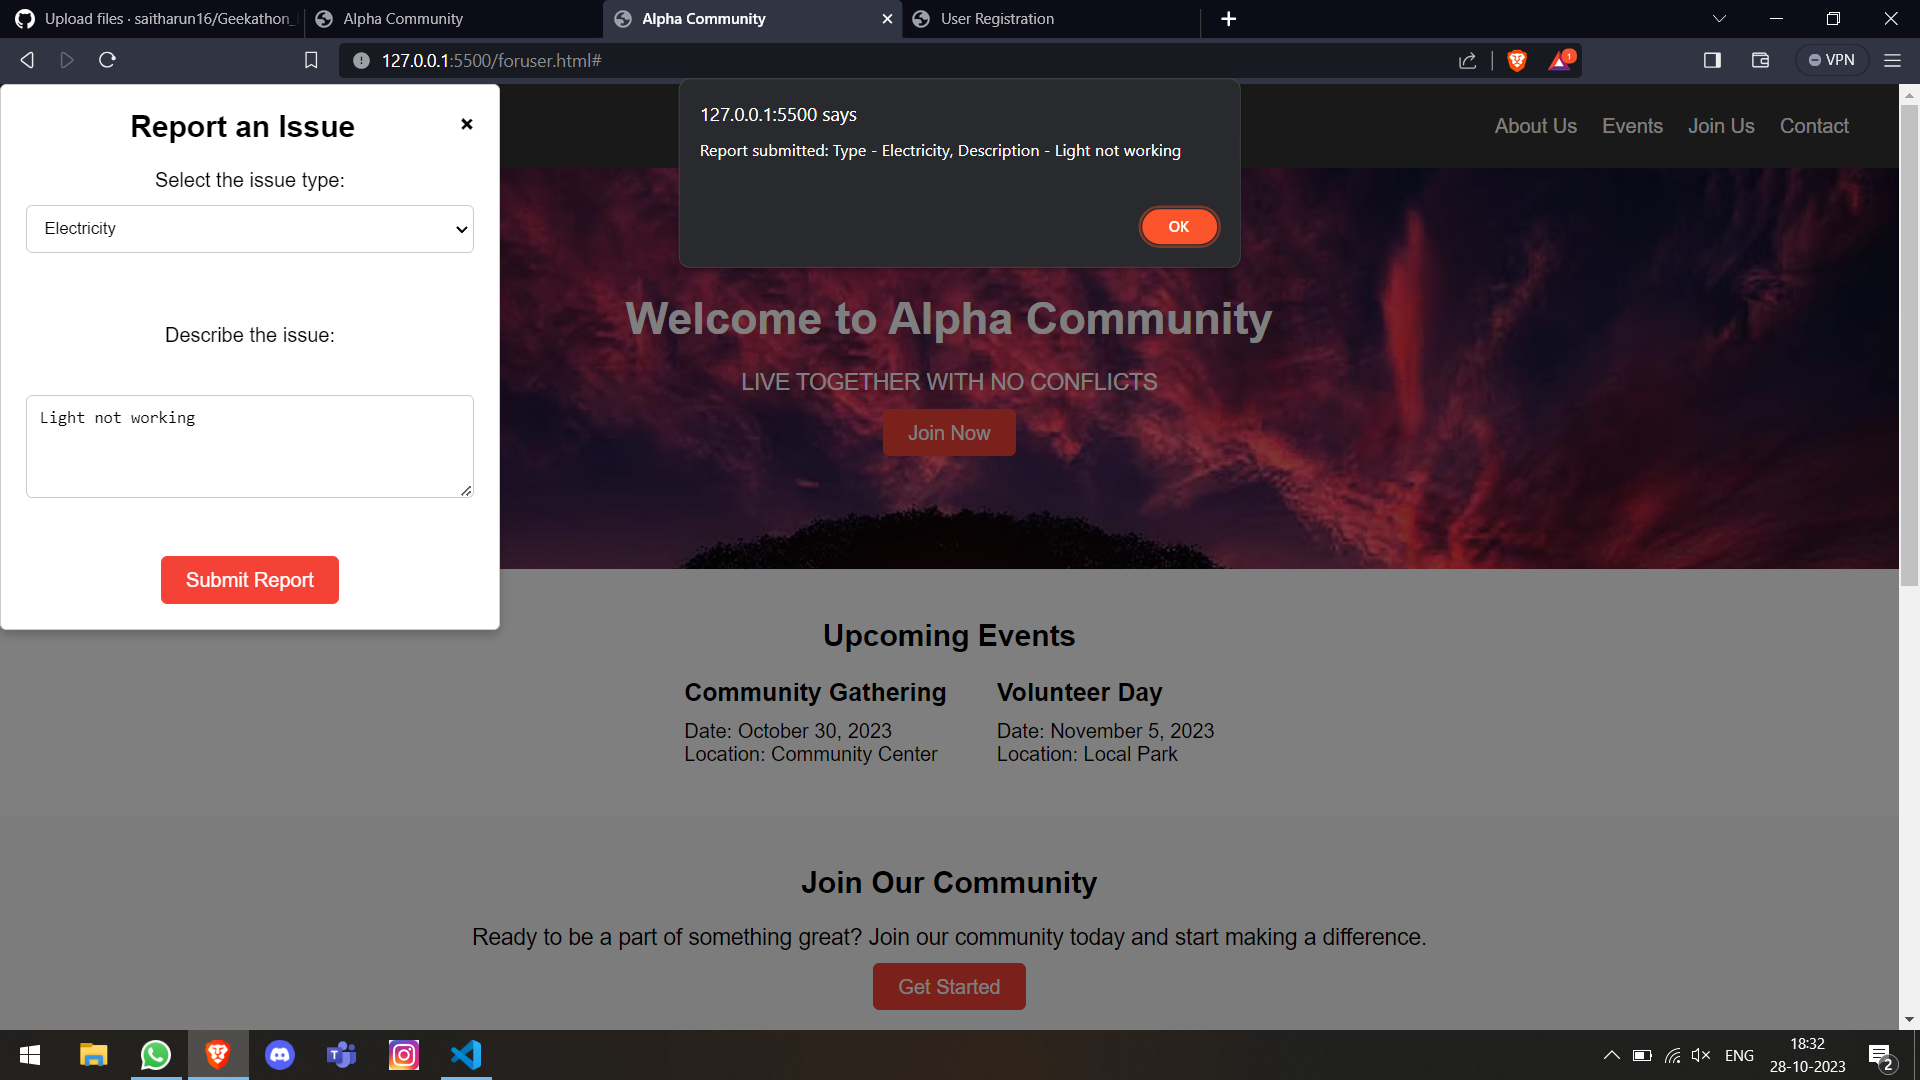 Upload files · saitharun16/Geekathon_
Alpha Community
Alpha Community
User Registration
127.0.0.1:5500/foruser.html#
1
VPN
Report an Issue
×
Select the issue type:
Electricity
Describe the issue:
Light not working
Submit Report
127.0.0.1:5500 says
Report submitted: Type - Electricity, Description - Light not working
OK
About Us
Events
Join Us
Contact
Welcome to Alpha Community
LIVE TOGETHER WITH NO CONFLICTS
Join Now
Upcoming Events
Community Gathering
Date: October 30, 2023
Location: Community Center
Volunteer Day
Date: November 5, 2023
Location: Local Park
Join Our Community
Ready to be a part of something great? Join our community today and start making a difference.
Get Started
ENG
18:32
28-10-2023
2